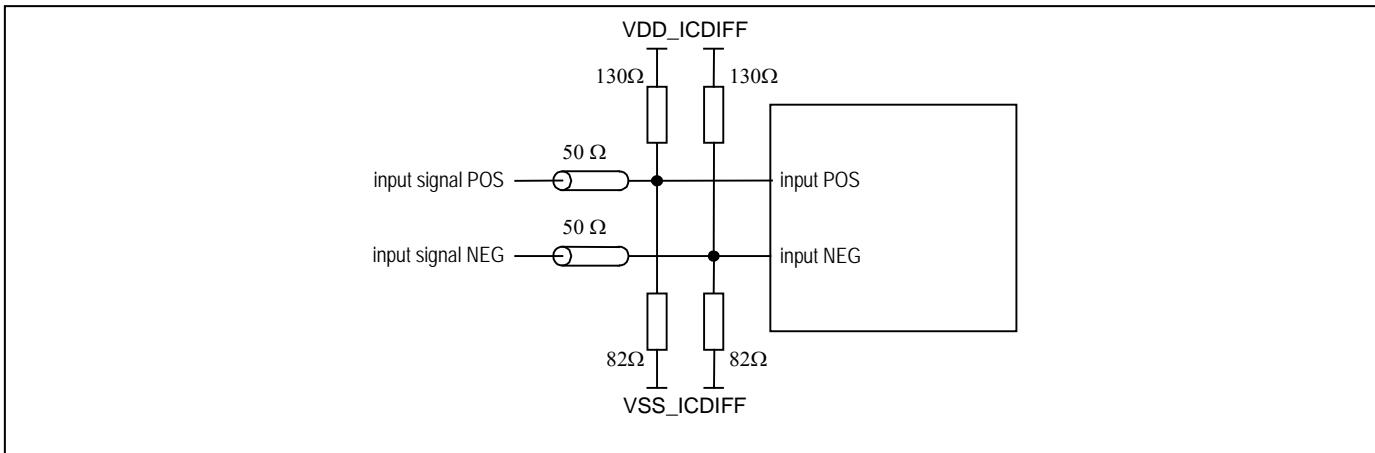 VDD_ICDIFF
130Ω 130Ω
50 Ω
input signal POS input POS
50 Ω
input signal NEG input NEG
82Ω 82Ω
VSS_ICDIFF